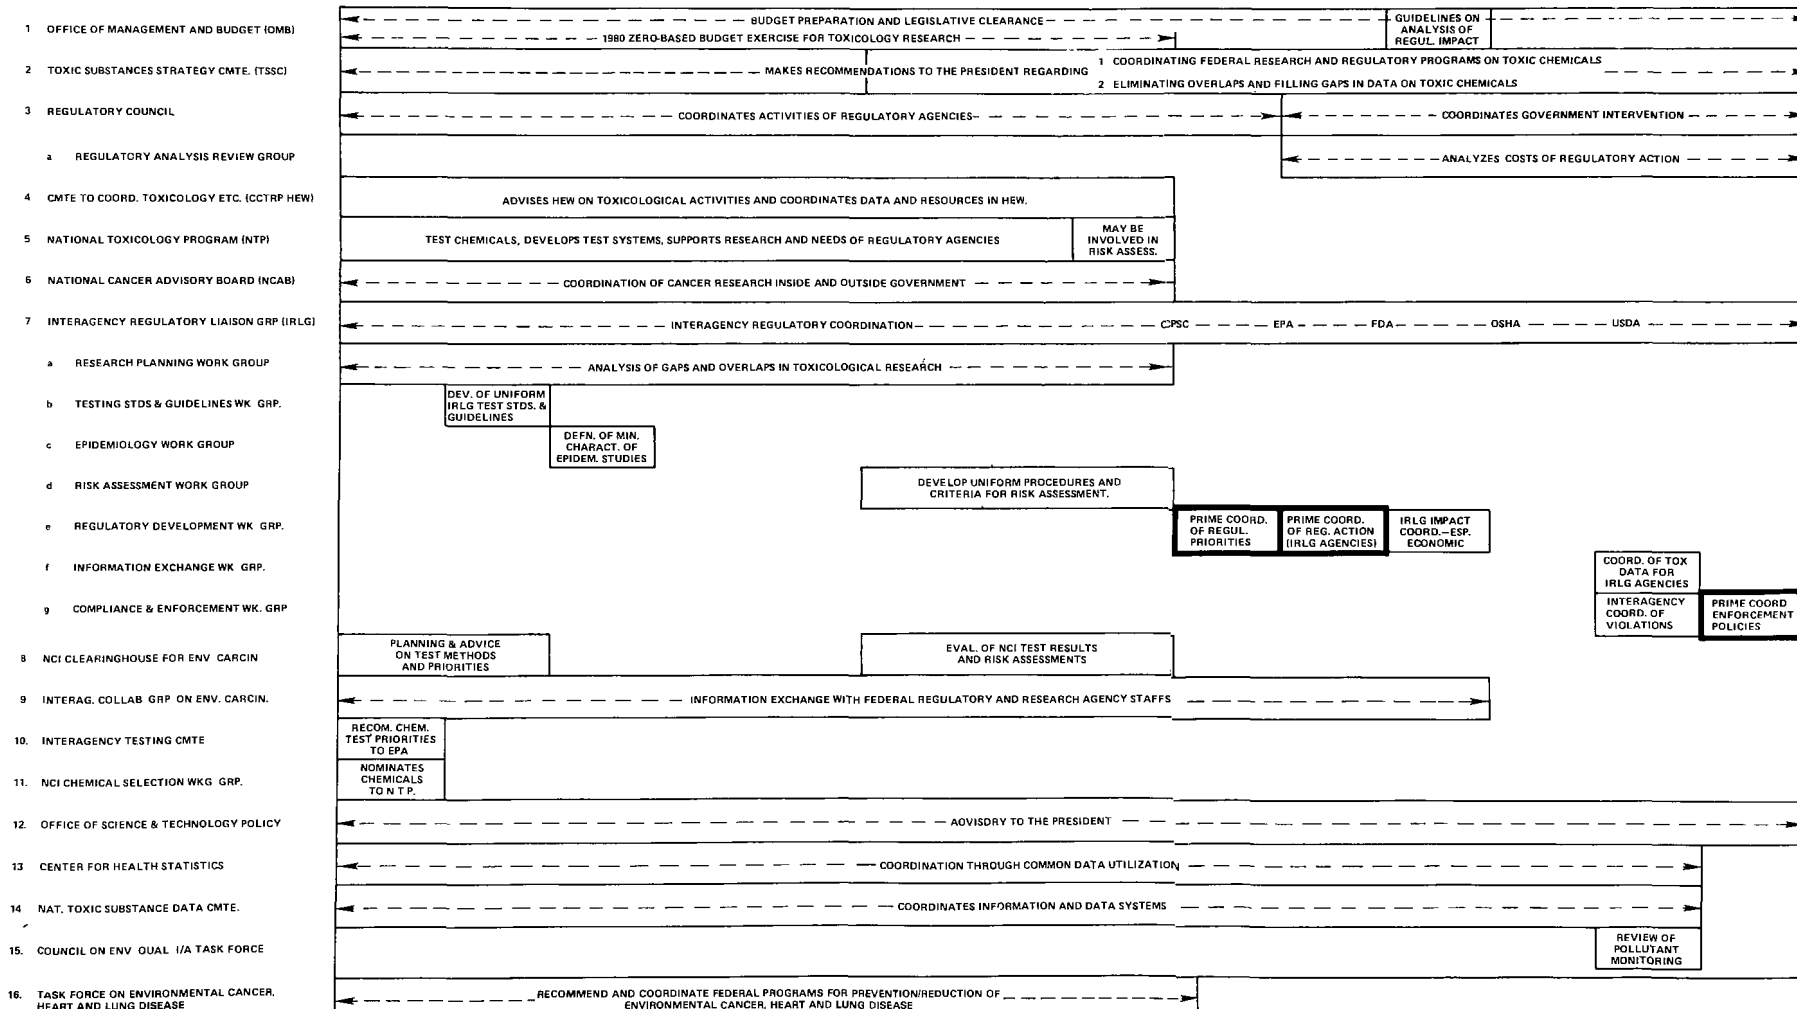 1 OFFICE OF MANAGEMENT AND BUDGET (OMB)
BUDGET PREPARATION AND LEGISLATIVE CLEARANCE
1980 ZERO-BASED BUDGET EXERCISE FOR TOXICOLOGY RESEARCH
GUIDELINES ON
ANALYSIS OF
REGUL. IMPACT
2 TOXIC SUBSTANCES STRATEGY CMTE. (TSSC)
MAKES RECOMMENDATIONS TO THE PRESIDENT REGARDING
1 COORDINATING FEDERAL RESEARCH AND REGULATORY PROGRAMS ON TOXIC CHEMICALS
2 ELIMINATING OVERLAPS AND FILLING GAPS IN DATA ON TOXIC CHEMICALS
3 REGULATORY COUNCIL
COORDINATES ACTIVITIES OF REGULATORY AGENCIES
COORDINATES GOVERNMENT INTERVENTION
a REGULATORY ANALYSIS REVIEW GROUP
ANALYZES COSTS OF REGULATORY ACTION
4 CMTE TO COORD. TOXICOLOGY ETC. (CCTRP HEW)
ADVISES HEW ON TOXICOLOGICAL ACTIVITIES AND COORDINATES DATA AND RESOURCES IN HEW.
5 NATIONAL TOXICOLOGY PROGRAM (NTP)
TEST CHEMICALS, DEVELOPS TEST SYSTEMS, SUPPORTS RESEARCH AND NEEDS OF REGULATORY AGENCIES
MAY BE
INVOLVED IN
RISK ASSESS.
6 NATIONAL CANCER ADVISORY BOARD (NCAB)
COORDINATION OF CANCER RESEARCH INSIDE AND OUTSIDE GOVERNMENT
7 INTERAGENCY REGULATORY LIAISON GRP (IRLG)
INTERAGENCY REGULATORY COORDINATION CPSC EPA FDA OSHA USDA
a RESEARCH PLANNING WORK GROUP
ANALYSIS OF GAPS AND OVERLAPS IN TOXICOLOGICAL RESEARCH
b TESTING STDS & GUIDELINES WK GRP.
DEV. OF UNIFORM
IRLG TEST STDS. &
GUIDELINES
c EPIDEMIOLOGY WORK GROUP
DEFN. OF MIN.
CHARACT. OF
EPIDEM. STUDIES
d RISK ASSESSMENT WORK GROUP
DEVELOP UNIFORM PROCEDURES AND
CRITERIA FOR RISK ASSESSMENT.
e REGULATORY DEVELOPMENT WK GRP.
PRIME COORD.
OF REGUL.
PRIORITIES
PRIME COORD.
OF REG. ACTION
(IRLG AGENCIES)
IRLG IMPACT
COORD.—ESP.
ECONOMIC
f INFORMATION EXCHANGE WK GRP.
COORD. OF TOX
DATA FOR
IRLG AGENCIES
g COMPLIANCE & ENFORCEMENT WK. GRP
INTERAGENCY
COORD. OF
VIOLATIONS
PRIME COORD
ENFORCEMENT
POLICIES
8 NCI CLEARINGHOUSE FOR ENV CARCIN
PLANNING & ADVICE
ON TEST METHODS
AND PRIORITIES
EVAL. OF NCI TEST RESULTS
AND RISK ASSESSMENTS
9 INTERAG. COLLAB GRP ON ENV. CARCIN.
INFORMATION EXCHANGE WITH FEDERAL REGULATORY AND RESEARCH AGENCY STAFFS
10. INTERAGENCY TESTING CMTE
RECOM. CHEM.
TEST PRIORITIES
TO EPA
11. NCI CHEMICAL SELECTION WKG GRP.
NOMINATES
CHEMICALS
TO N T P.
12. OFFICE OF SCIENCE & TECHNOLOGY POLICY
ADVISORY TO THE PRESIDENT
13 CENTER FOR HEALTH STATISTICS
COORDINATION THROUGH COMMON DATA UTILIZATION
14 NAT. TOXIC SUBSTANCE DATA CMTE.
COORDINATES INFORMATION AND DATA SYSTEMS
15. COUNCIL ON ENV QUAL I/A TASK FORCE
REVIEW OF
POLLUTANT
MONITORING
16. TASK FORCE ON ENVIRONMENTAL CANCER,
HEART AND LUNG DISEASE
RECOMMEND AND COORDINATE FEDERAL PROGRAMS FOR PREVENTION/REDUCTION OF
ENVIRONMENTAL CANCER, HEART AND LUNG DISEASE